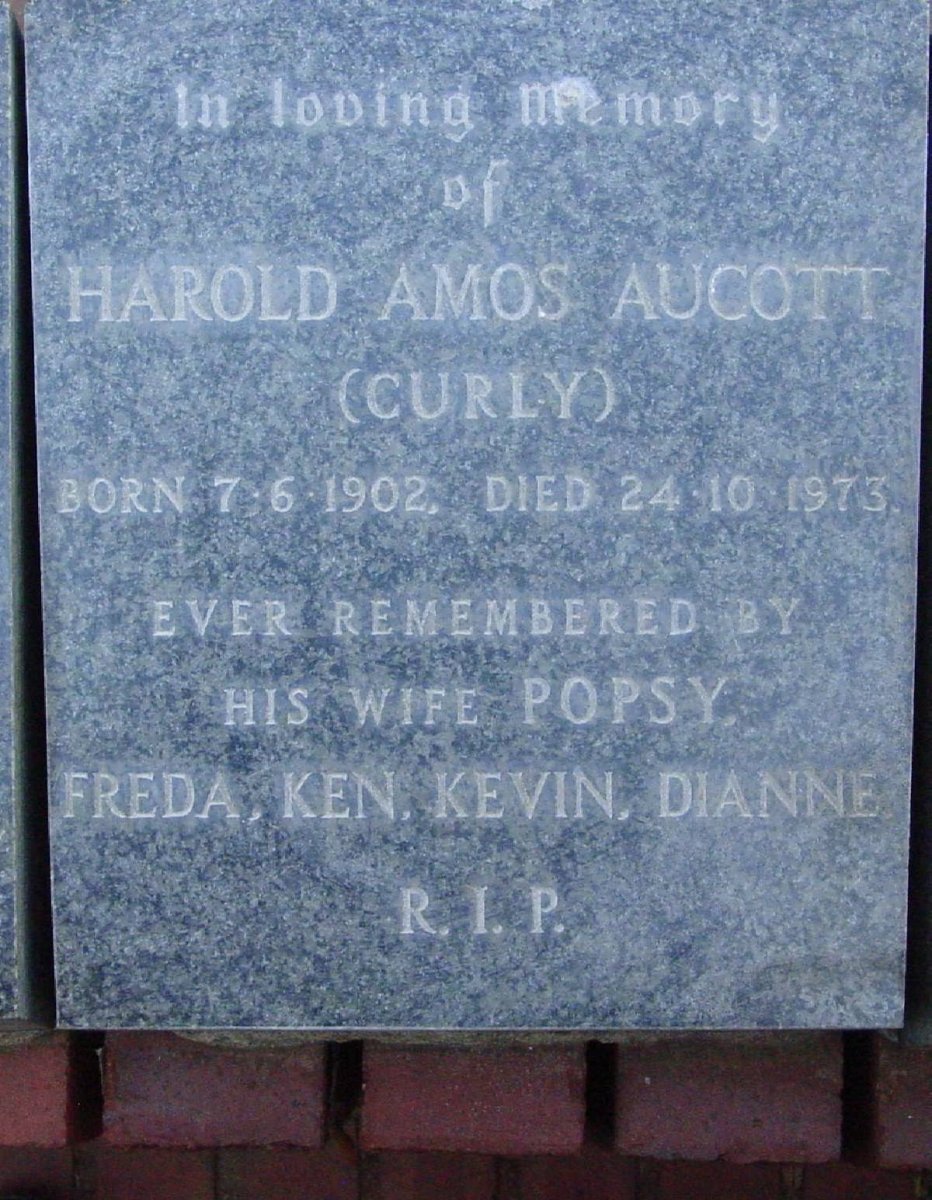 In loving Memory
of
HAROLD AMOS AUCOTT
(CURLY)
BORN 7·6·1902. DIED 24·10·1973.
EVER REMEMBERED BY
HIS WIFE POPSY.
FREDA, KEN, KEVIN, DIANNE.
R.I.P.